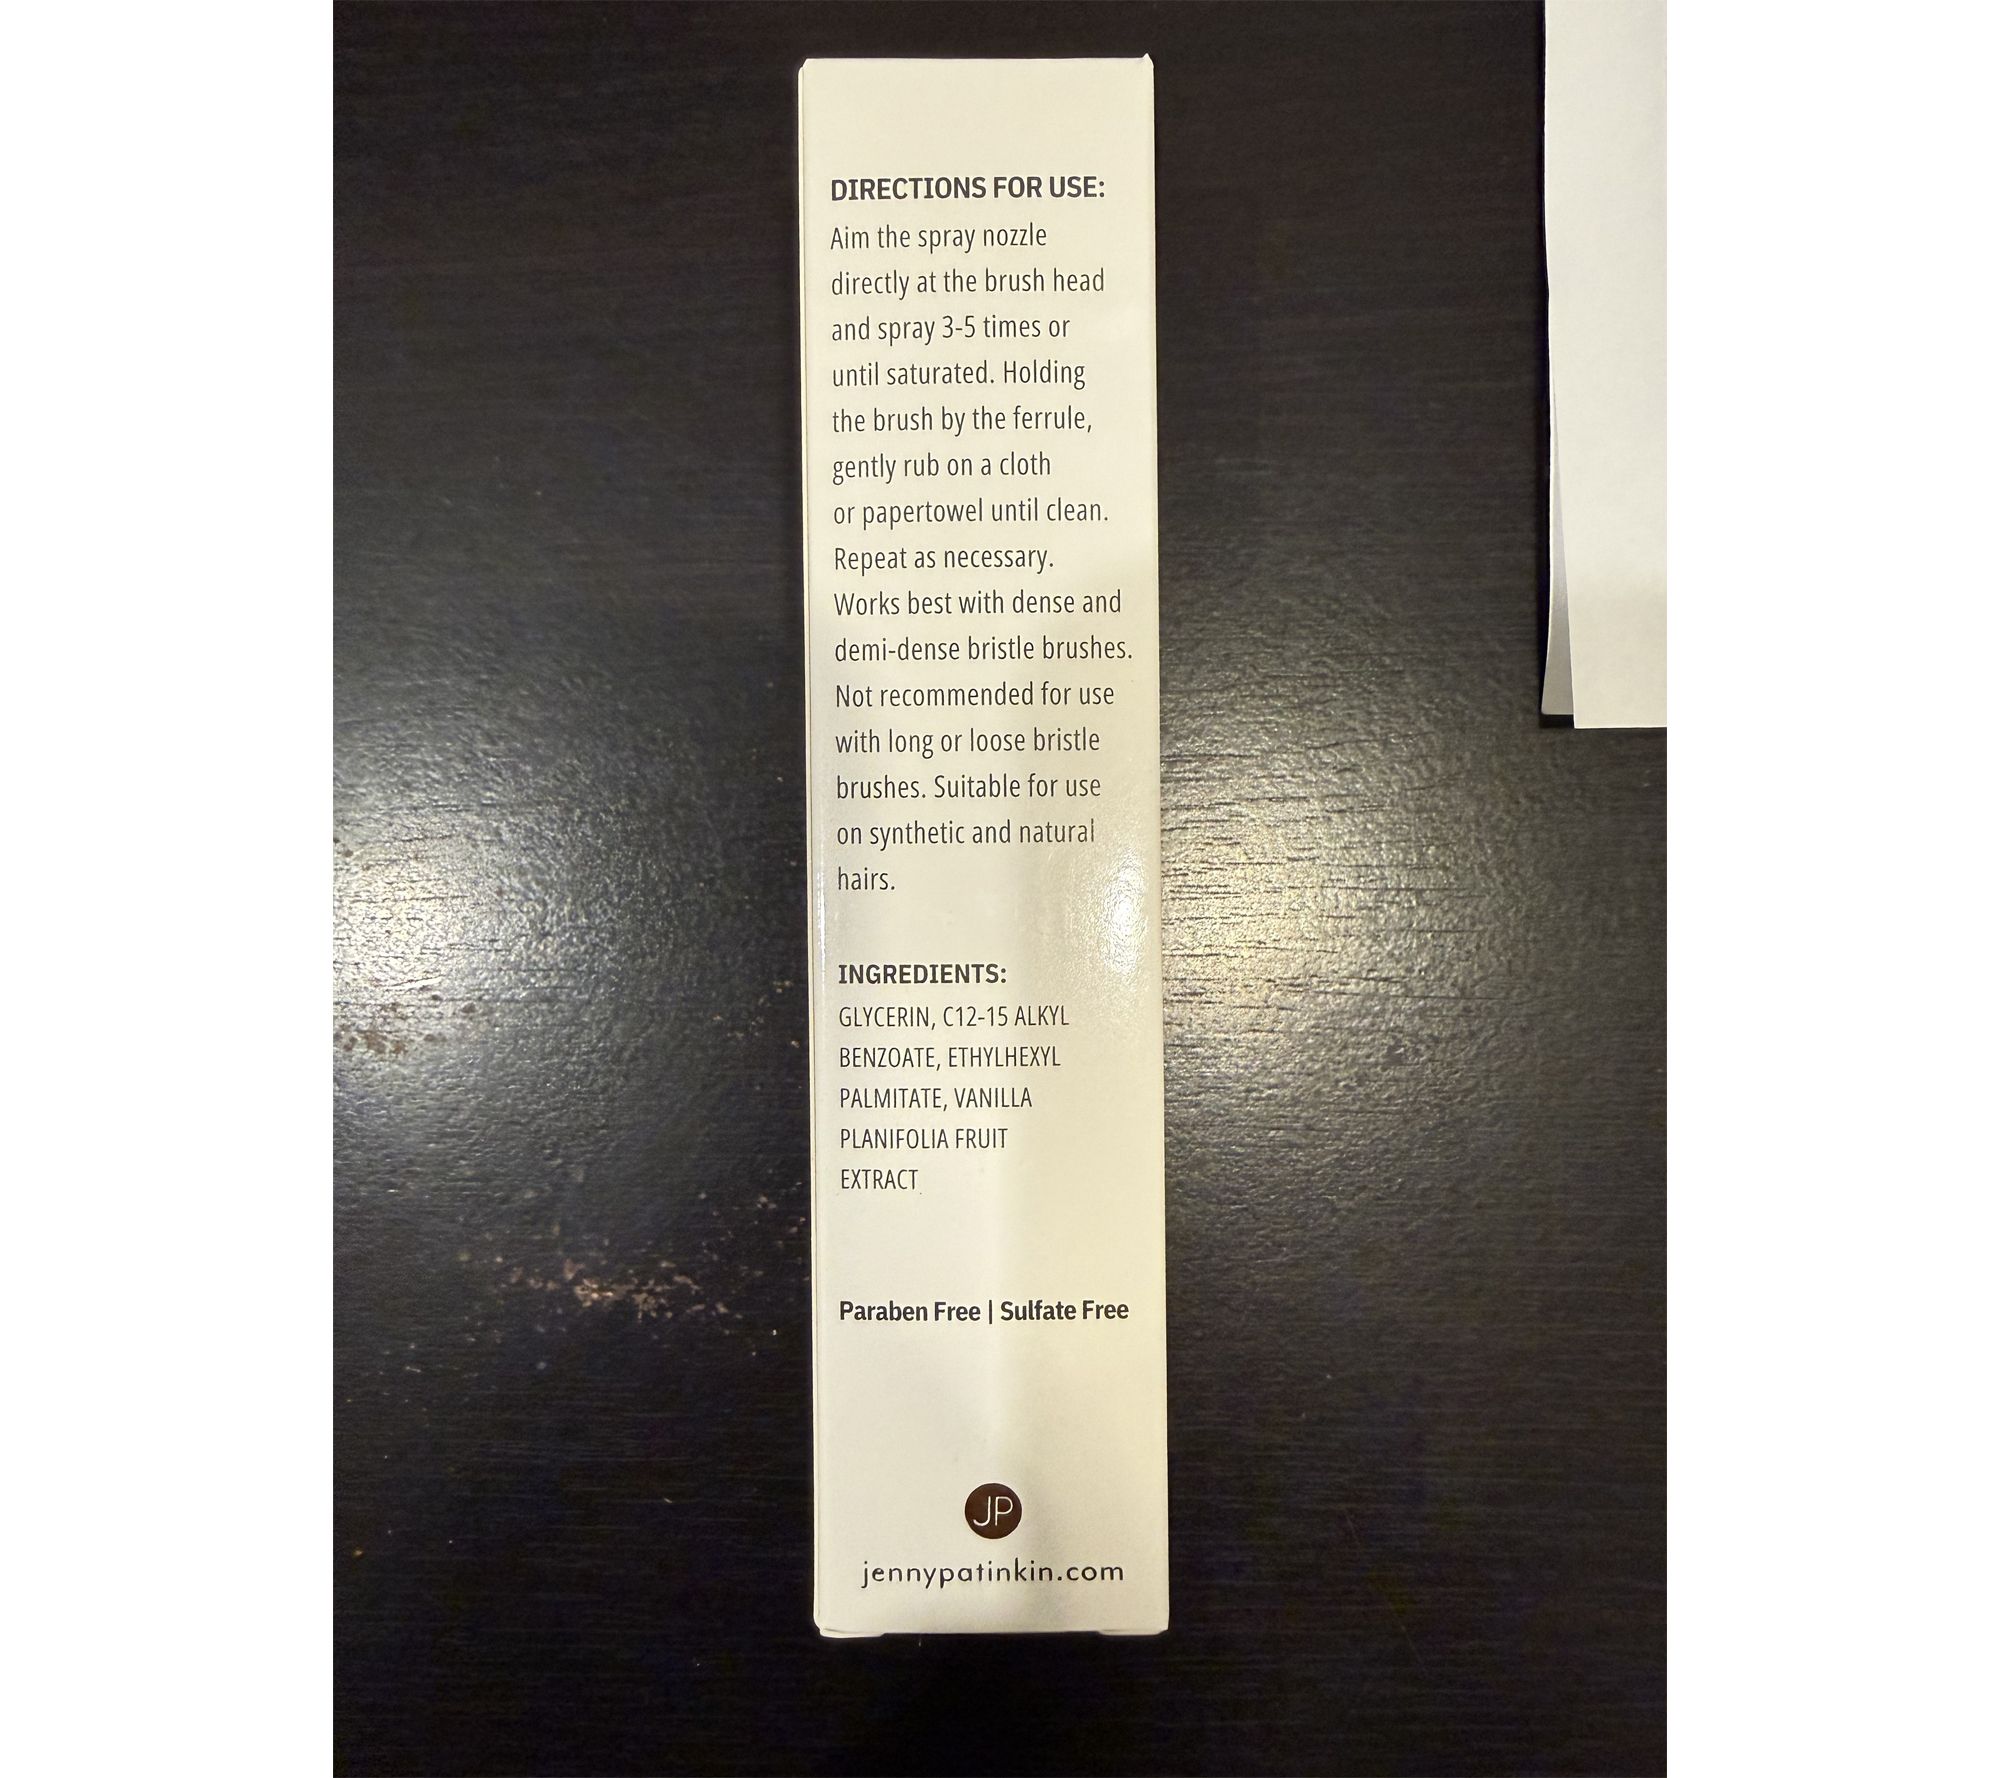 DIRECTIONS FOR USE:
Aim the spray nozzle
directly at the brush head
and spray 3-5 times or
until saturated. Holding
the brush by the ferrule,
gently rub on a cloth
or papertowel until clean.
Repeat as necessary.
Works best with dense and
demi-dense bristle brushes.
Not recommended for use
with long or loose bristle
brushes. Suitable for use
on synthetic and natural
hairs.
INGREDIENTS:
GLYCERIN, C12-15 ALKYL
BENZOATE, ETHYLHEXYL
PALMITATE, VANILLA
PLANIFOLIA FRUIT
EXTRACT
Paraben Free | Sulfate Free
JP
jennypatinkin.com